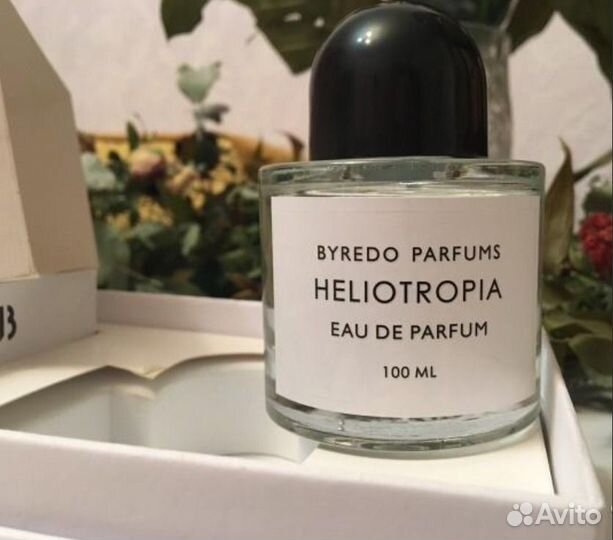 BYREDO PARFUMS
HELIOTROPIA
EAU DE PARFUM
100 ML
Avito